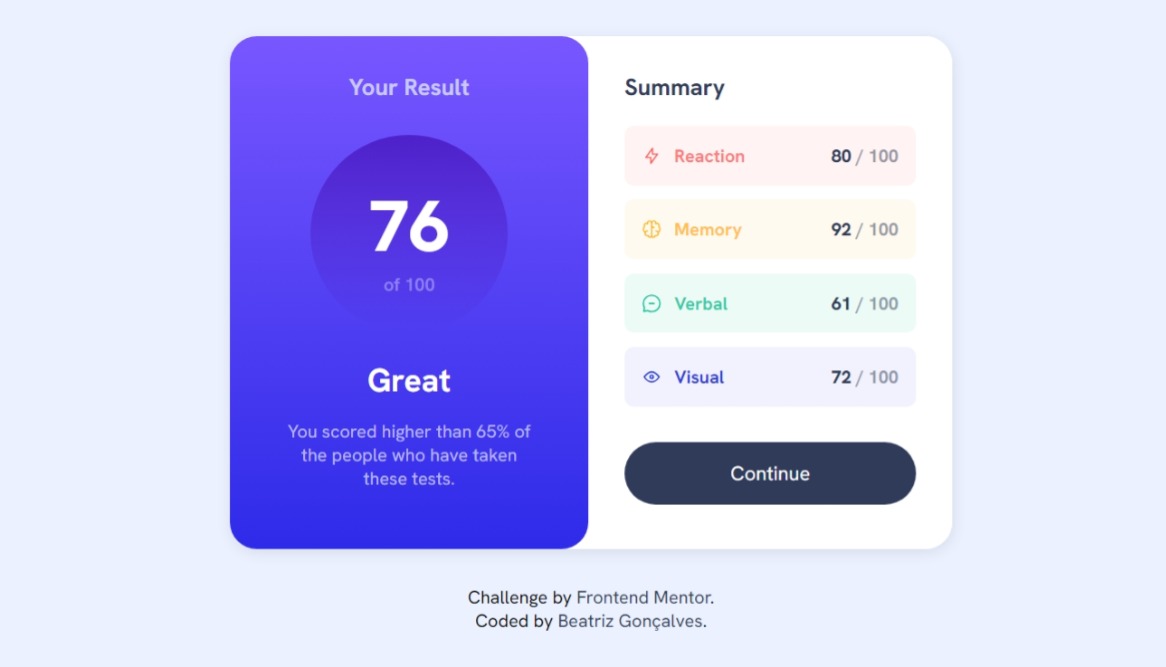 Your Result
76
of 100
Great
You scored higher than 65% of
the people who have taken
these tests.
Summary
Reaction 80 / 100
Memory 92 / 100
Verbal 61 / 100
Visual 72 / 100
Continue
Challenge by Frontend Mentor.
Coded by Beatriz Gonçalves.